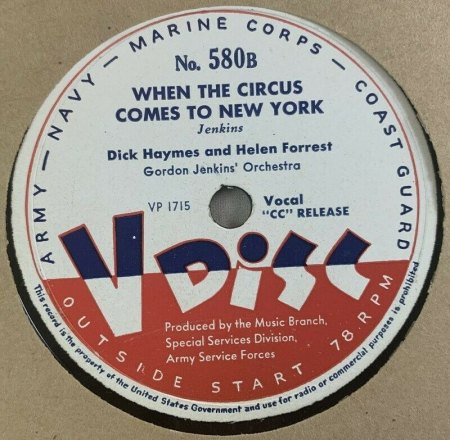 ARMY — NAVY — MARINE CORPS — COAST GUARD
No. 580B
WHEN THE CIRCUS
COMES TO NEW YORK
Jenkins
Dick Haymes and Helen Forrest
Gordon Jenkins' Orchestra
VP 1715
Vocal
"CC" RELEASE
V DISC
Produced by the Music Branch,
Special Services Division,
Army Service Forces
OUTSIDE START 78 RPM
This record is the property of the United States Government and use for radio or commercial purposes is prohibited.